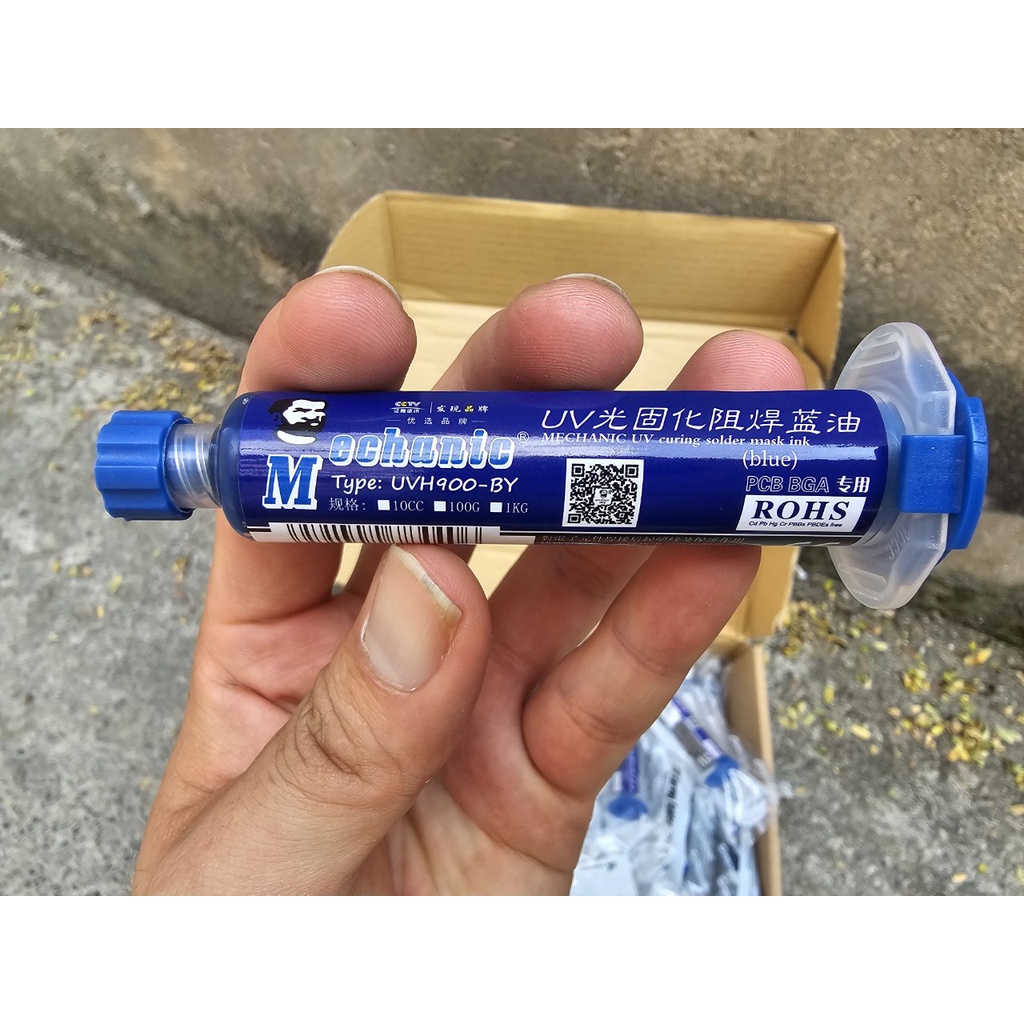 CCTV 发现品牌
优选品牌
Mechanic®
Type: UVH900-BY
规格: 10CC 100G 1KG
UV光固化阻焊蓝油
MECHANIC UV curing solder mask ink
(blue)
PCB BGA 专用
ROHS
Cd Pb Hg Cr PBBs PBDEs free